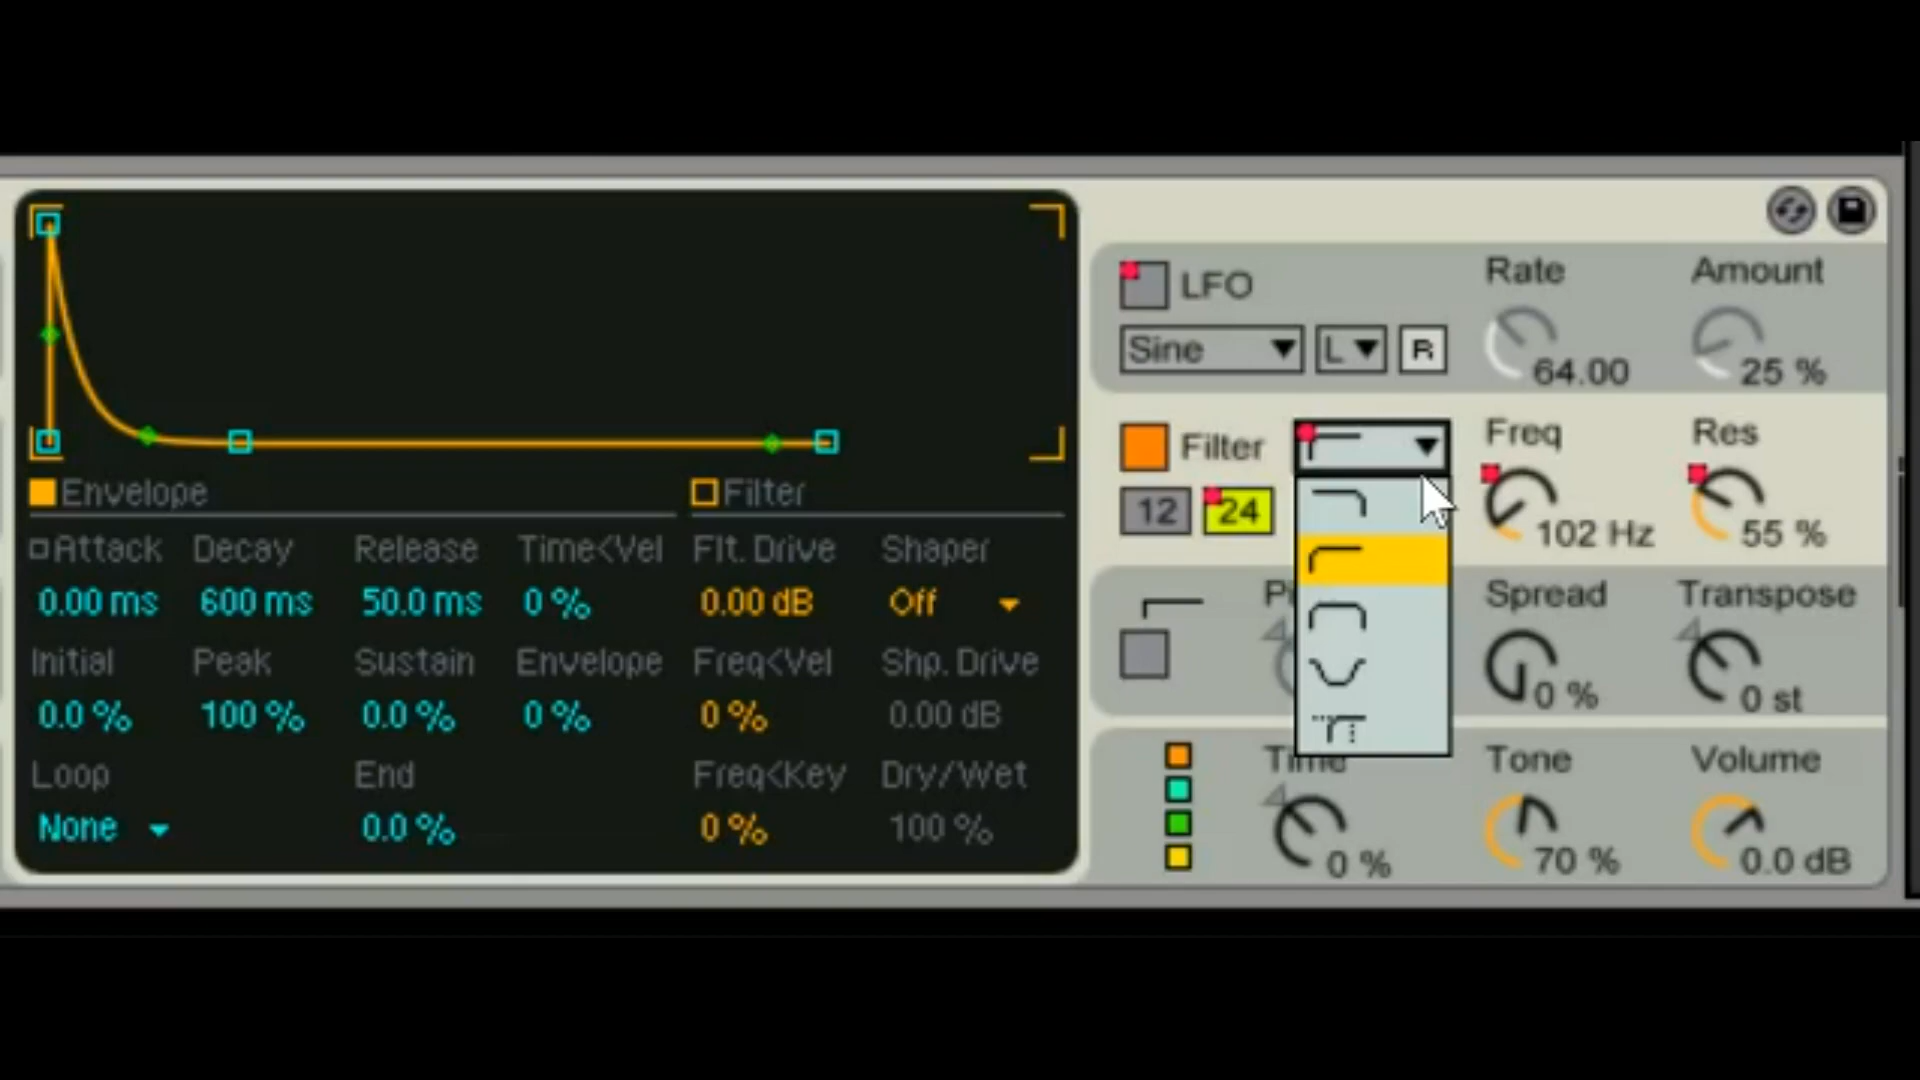 LFO Rate Amount
Sine L R 64.00 25 %
Filter Freq Res
12 24 102 Hz 55 %
Spread Transpose
0 % 0 st
Time Tone Volume
0 % 70 % 0.0 dB
Envelope Filter
Attack Decay Release Time<Vel Flt. Drive Shaper
0.00 ms 600 ms 50.0 ms 0 % 0.00 dB Off
Initial Peak Sustain Envelope Freq<Vel Shp. Drive
0.0 % 100 % 0.0 % 0 % 0 % 0.00 dB
Loop End Freq<Key Dry/Wet
None 0.0 % 0 % 100 %